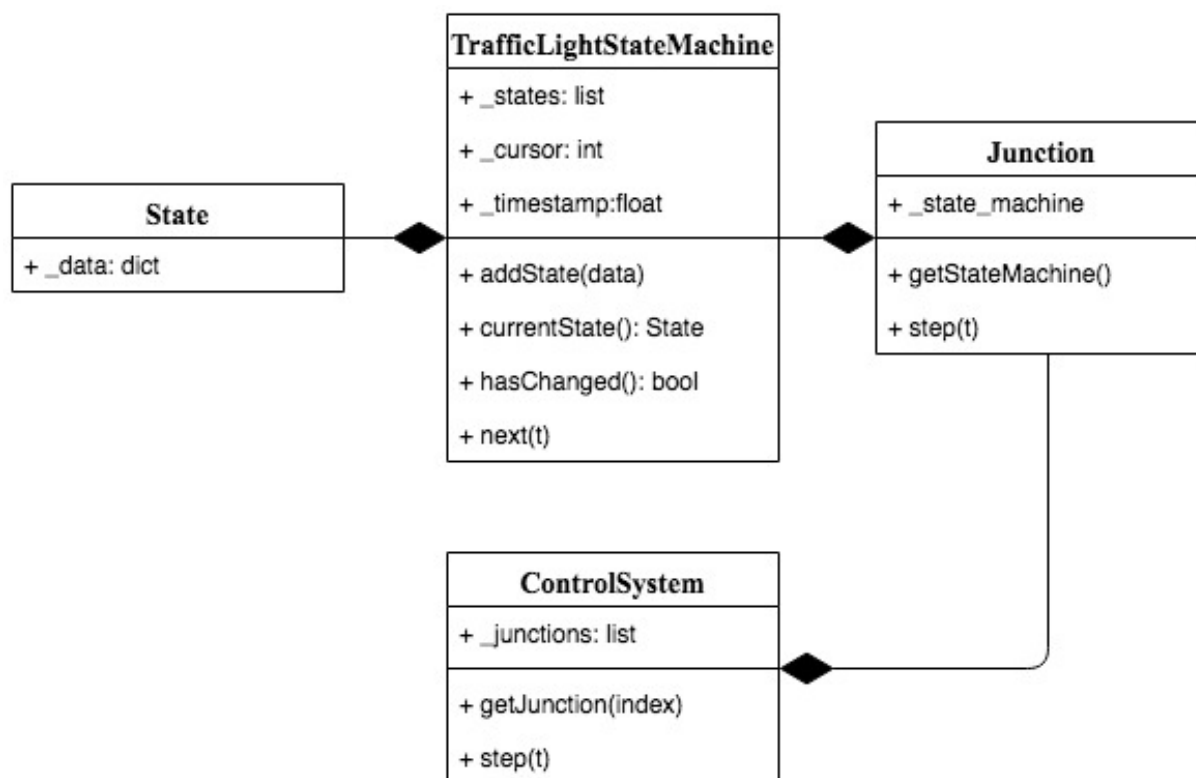 State
+ _data: dict
TrafficLightStateMachine
+ _states: list
+ _cursor: int
+ _timestamp:float
+ addState(data)
+ currentState(): State
+ hasChanged(): bool
+ next(t)
Junction
+ _state_machine
+ getStateMachine()
+ step(t)
ControlSystem
+ _junctions: list
+ getJunction(index)
+ step(t)